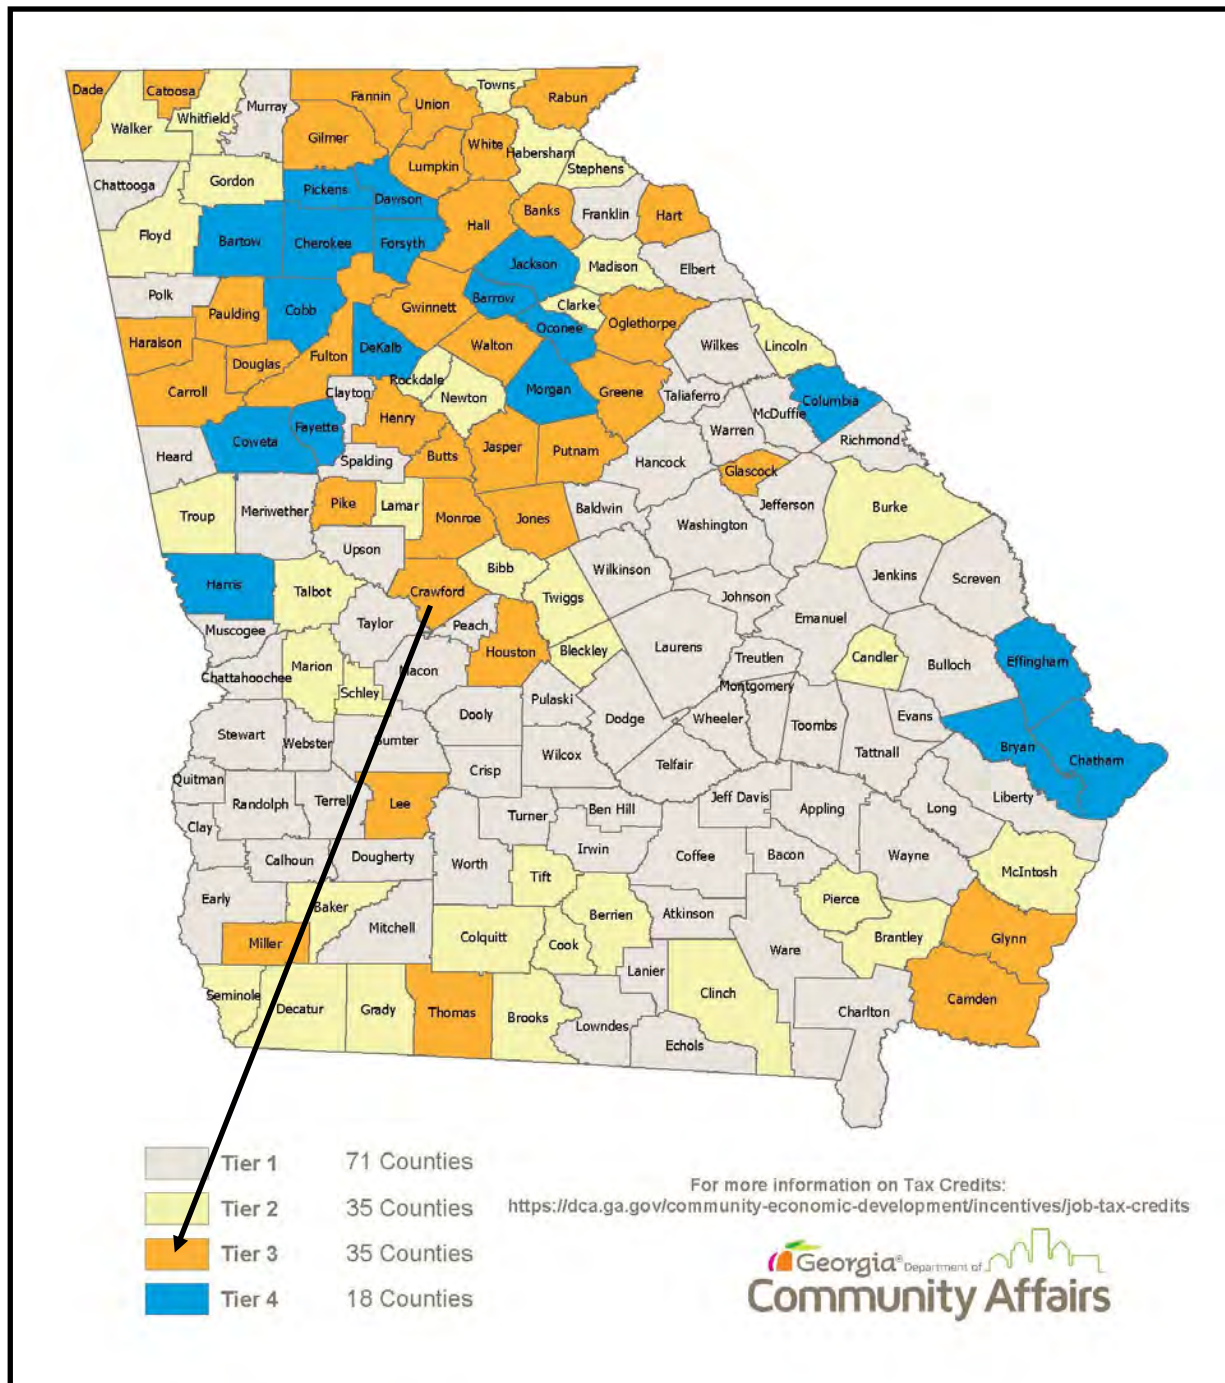 Dade
Catoosa
Fannin
Union
Towns
Rabun
Walker
Whitfield
Murray
Gilmer
White
Habersham
Lumpkin
Stephens
Chattooga
Gordon
Pickens
Dawson
Banks
Franklin
Hart
Hall
Floyd
Bartow
Cherokee
Forsyth
Jackson
Madison
Elbert
Polk
Cobb
Gwinnett
Barrow
Clarke
Paulding
Oconee
Oglethorpe
Haralson
DeKalb
Walton
Wilkes
Lincoln
Fulton
Douglas
Rockdale
Carroll
Clayton
Newton
Morgan
Greene
Taliaferro
Columbia
McDuffie
Henry
Fayette
Coweta
Warren
Richmond
Heard
Spalding
Butts
Jasper
Putnam
Hancock
Glascock
Pike
Lamar
Troup
Meriwether
Monroe
Jones
Baldwin
Washington
Jefferson
Burke
Upson
Bibb
Wilkinson
Jenkins
Screven
Harris
Talbot
Crawford
Twiggs
Johnson
Emanuel
Muscogee
Taylor
Peach
Houston
Bleckley
Laurens
Treutlen
Candler
Bulloch
Effingham
Chattahoochee
Marion
Macon
Schley
Pulaski
Montgomery
Dooly
Dodge
Wheeler
Toombs
Evans
Stewart
Webster
Sumter
Wilcox
Tattnall
Bryan
Chatham
Quitman
Crisp
Telfair
Randolph
Terrell
Lee
Turner
Ben Hill
Jeff Davis
Appling
Long
Liberty
Clay
Calhoun
Dougherty
Worth
Irwin
Coffee
Bacon
Wayne
McIntosh
Early
Baker
Mitchell
Tift
Berrien
Atkinson
Pierce
Miller
Colquitt
Cook
Ware
Brantley
Glynn
Seminole
Decatur
Grady
Thomas
Brooks
Lanier
Clinch
Charlton
Camden
Lowndes
Echols
Tier 1 71 Counties
Tier 2 35 Counties
Tier 3 35 Counties
Tier 4 18 Counties
For more information on Tax Credits:
https://dca.ga.gov/community-economic-development/incentives/job-tax-credits
Georgia® Department of
Community Affairs